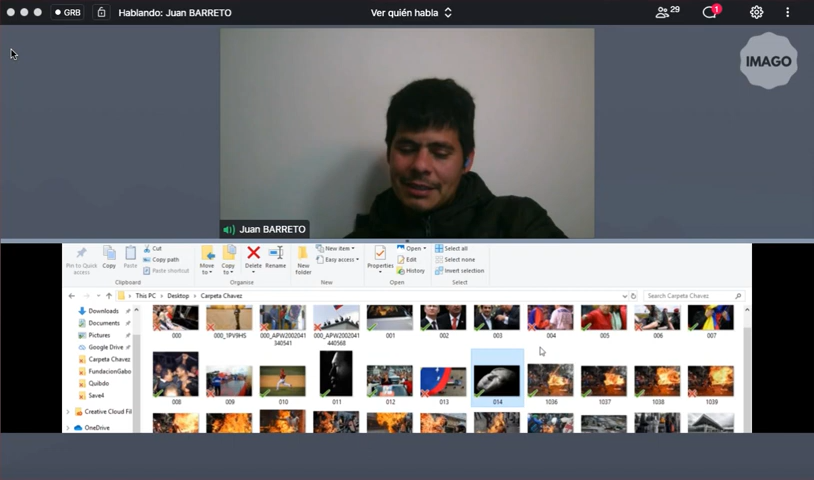 GRB
Hablando: Juan BARRETO
Ver quién habla
29
1
IMAGO
Juan BARRETO
Pin to Quick access
Copy
Paste
Cut
Copy path
Paste shortcut
Move to
Copy to
Delete
Rename
New folder
New item
Easy access
Properties
Open
Edit
History
Select all
Select none
Invert selection
Clipboard
Organise
New
Open
Select
This PC > Desktop > Carpeta Chavez
Search Carpeta Chavez
Downloads
Documents
Pictures
Google Drive
Carpeta Chavez
FundacionGabo
Quibdo
Save4
Creative Cloud Fil
OneDrive
000
000_1PV9HS
000_APW2002041340541
000_APW2002041440568
001
002
003
004
005
006
007
008
009
010
011
012
013
014
1036
1037
1038
1039